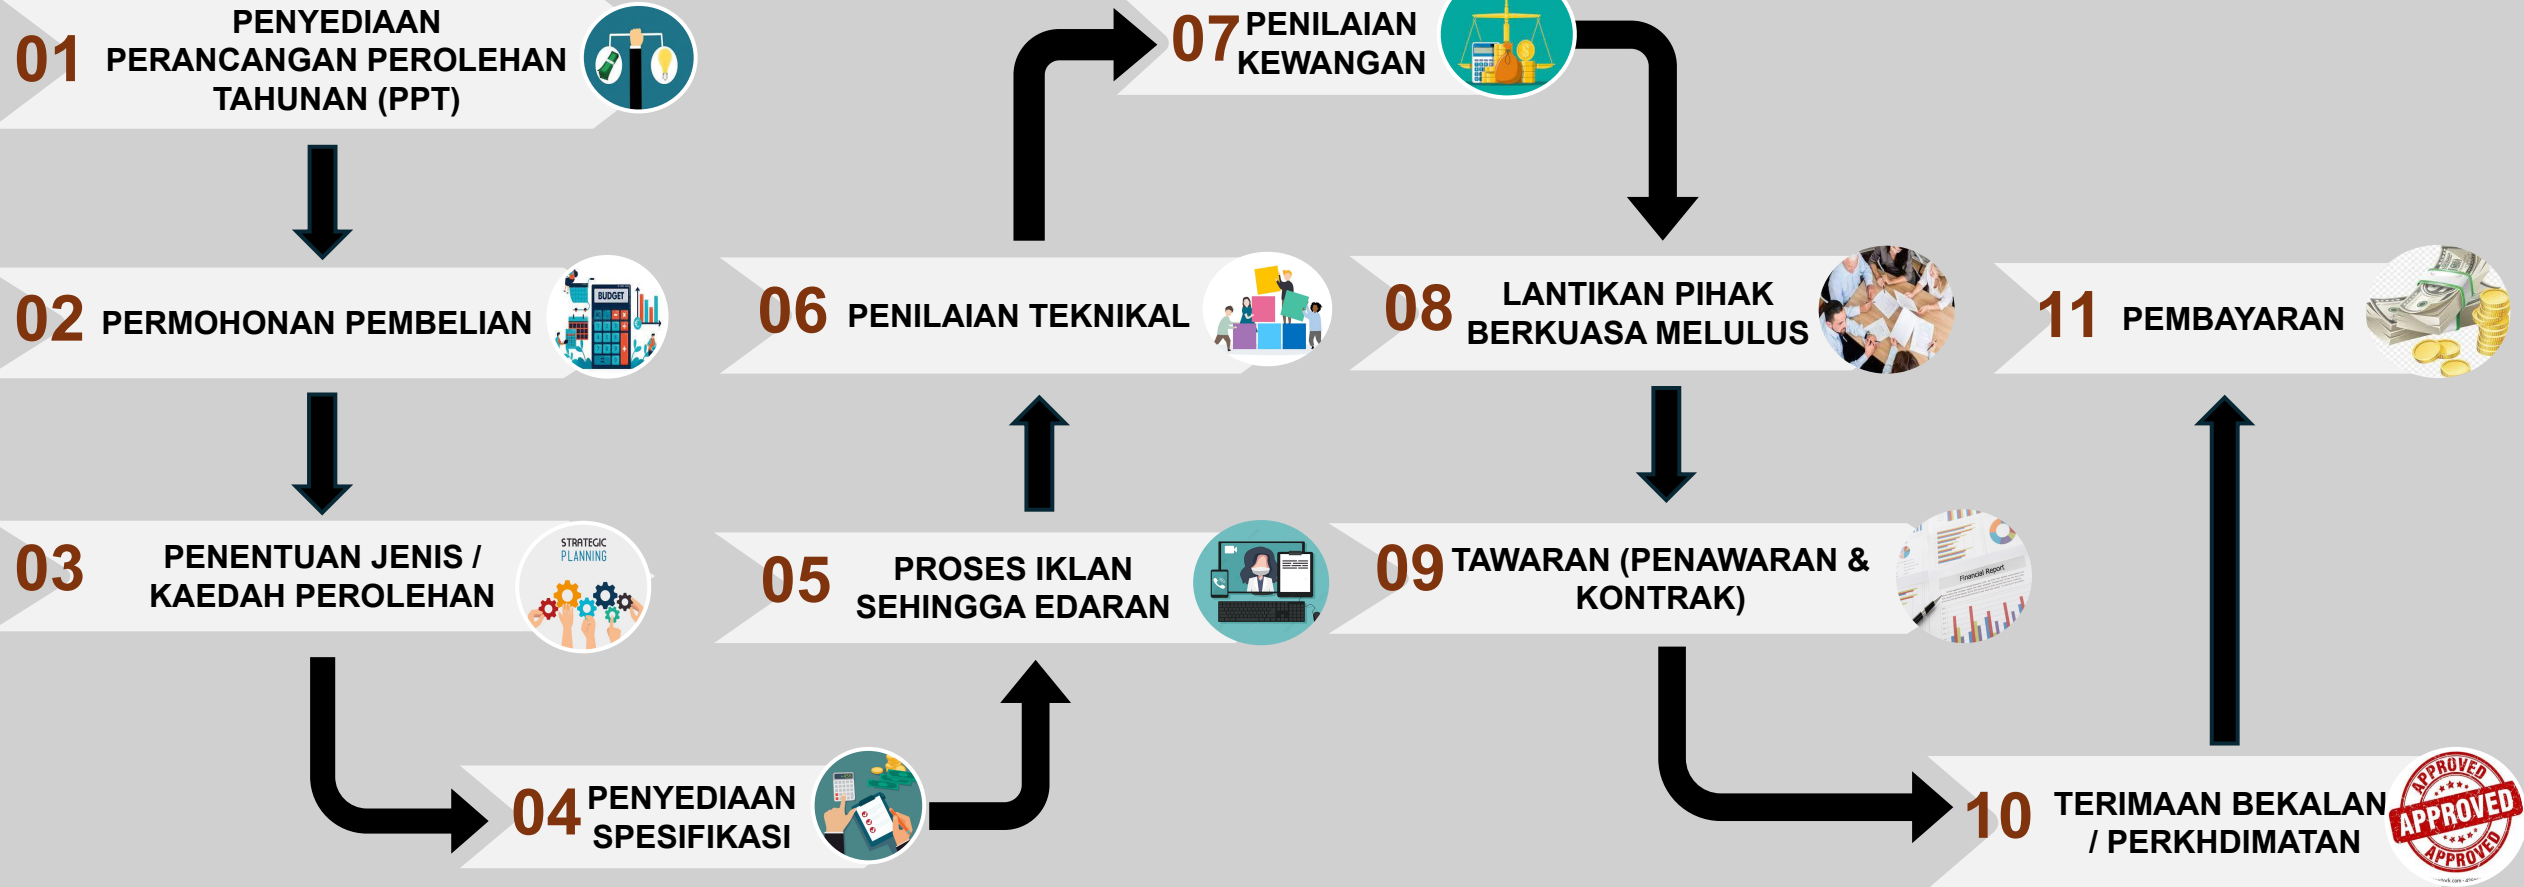 01
PENYEDIAAN
PERANCANGAN PEROLEHAN
TAHUNAN (PPT)
02
PERMOHONAN PEMBELIAN
BUDGET
03
PENENTUAN JENIS /
KAEDAH PEROLEHAN
STRATEGIC
PLANNING
04
PENYEDIAAN
SPESIFIKASI
05
PROSES IKLAN
SEHINGGA EDARAN
06
PENILAIAN TEKNIKAL
07
PENILAIAN
KEWANGAN
08
LANTIKAN PIHAK
BERKUASA MELULUS
09
TAWARAN (PENAWARAN &
KONTRAK)
Financial Report
10
TERIMAAN BEKALAN
/ PERKHDIMATAN
APPROVED
APPROVED
APPROVED
11
PEMBAYARAN